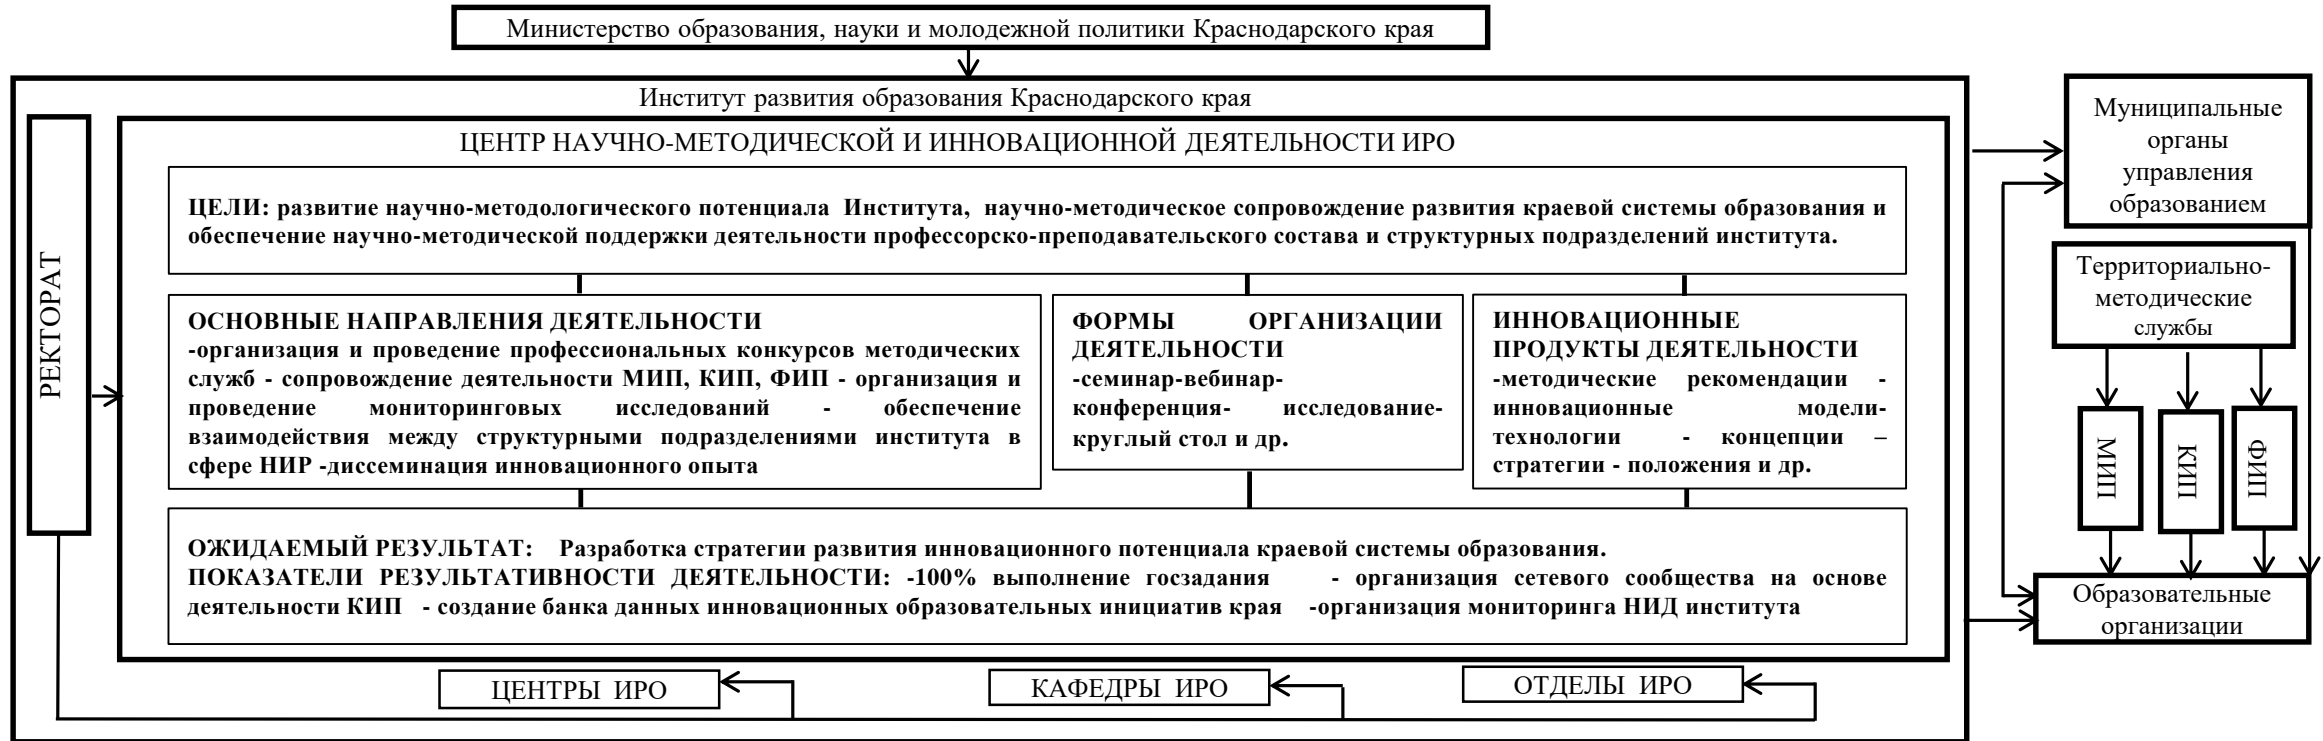 Министерство образования, науки и молодежной политики Краснодарского края
Институт развития образования Краснодарского края
РЕКТОРАТ
ЦЕНТР НАУЧНО-МЕТОДИЧЕСКОЙ И ИННОВАЦИОННОЙ ДЕЯТЕЛЬНОСТИ ИРО
ЦЕЛИ: развитие научно-методологического потенциала Института, научно-методическое сопровождение развития краевой системы образования и
обеспечение научно-методической поддержки деятельности профессорско-преподавательского состава и структурных подразделений института.
ОСНОВНЫЕ НАПРАВЛЕНИЯ ДЕЯТЕЛЬНОСТИ
-организация и проведение профессиональных конкурсов методических
служб - сопровождение деятельности МИП, КИП, ФИП - организация и
проведение мониторинговых исследований - обеспечение
взаимодействия между структурными подразделениями института в
сфере НИР -диссеминация инновационного опыта
ФОРМЫ ОРГАНИЗАЦИИ
ДЕЯТЕЛЬНОСТИ
-семинар-вебинар-
конференция- исследование-
круглый стол и др.
ИННОВАЦИОННЫЕ
ПРОДУКТЫ ДЕЯТЕЛЬНОСТИ
-методические рекомендации -
инновационные модели-
технологии - концепции –
стратегии - положения и др.
ОЖИДАЕМЫЙ РЕЗУЛЬТАТ: Разработка стратегии развития инновационного потенциала краевой системы образования.
ПОКАЗАТЕЛИ РЕЗУЛЬТАТИВНОСТИ ДЕЯТЕЛЬНОСТИ: -100% выполнение госзадания - организация сетевого сообщества на основе
деятельности КИП - создание банка данных инновационных образовательных инициатив края -организация мониторинга НИД института
ЦЕНТРЫ ИРО
КАФЕДРЫ ИРО
ОТДЕЛЫ ИРО
Муниципальные
органы
управления
образованием
Территориально-
методические
службы
МИП
КИП
ФИП
Образовательные
организации